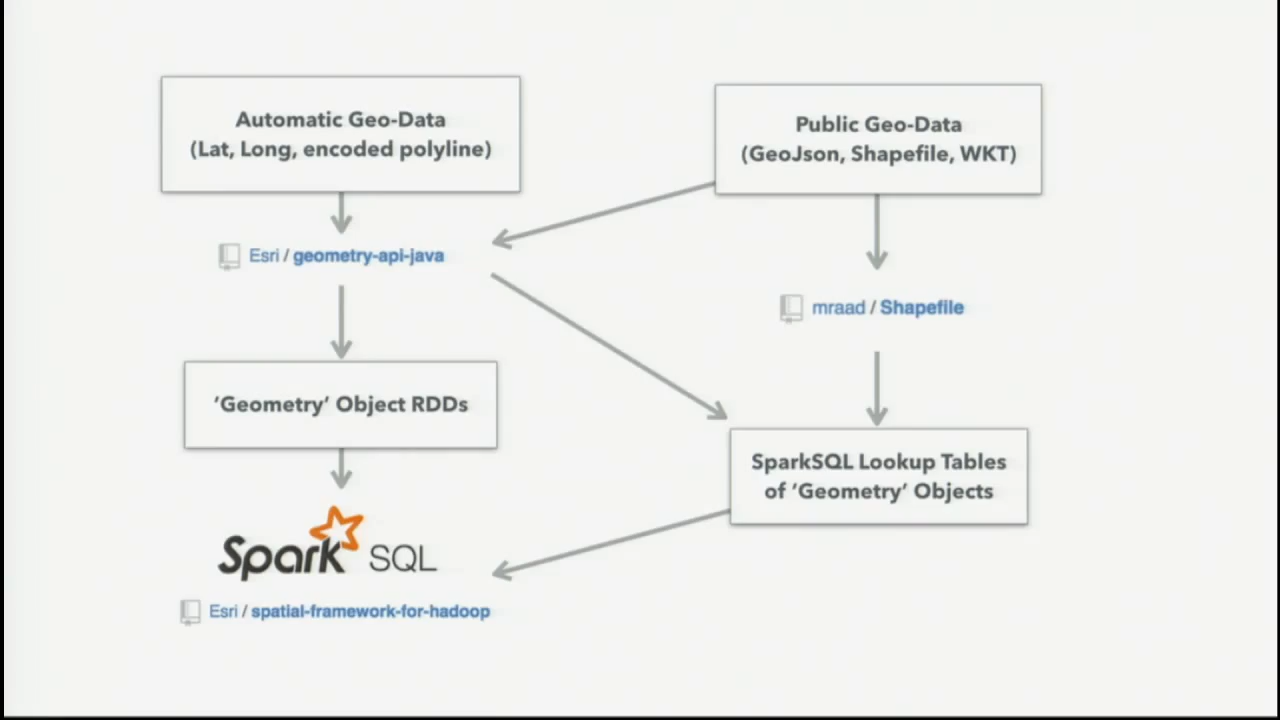 Automatic Geo-Data
(Lat, Long, encoded polyline)
Public Geo-Data
(GeoJson, Shapefile, WKT)
Esri / geometry-api-java
mraad / Shapefile
‘Geometry’ Object RDDs
SparkSQL Lookup Tables
of ‘Geometry’ Objects
Spark SQL
Esri / spatial-framework-for-hadoop